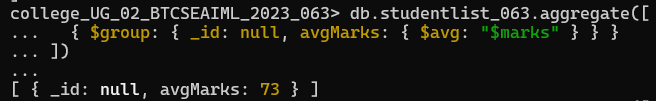 college_UG_02_BTCSEAIML_2023_063> db.studentlist_063.aggregate([
...   { $group: { _id: null, avgMarks: { $avg: "$marks" } } }
... ])
...
[ { _id: null, avgMarks: 73 } ]